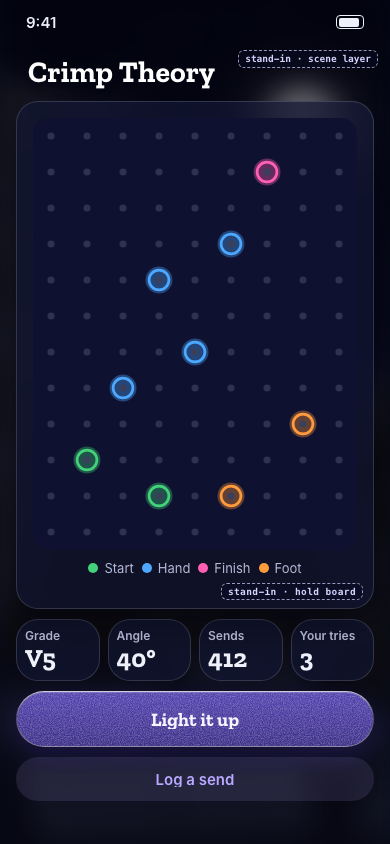 9:41
stand-in · scene layer
Crimp Theory
Start Hand Finish Foot
stand-in · hold board
Grade Angle Sends Your tries
V5 40° 412 3
Light it up
Log a send